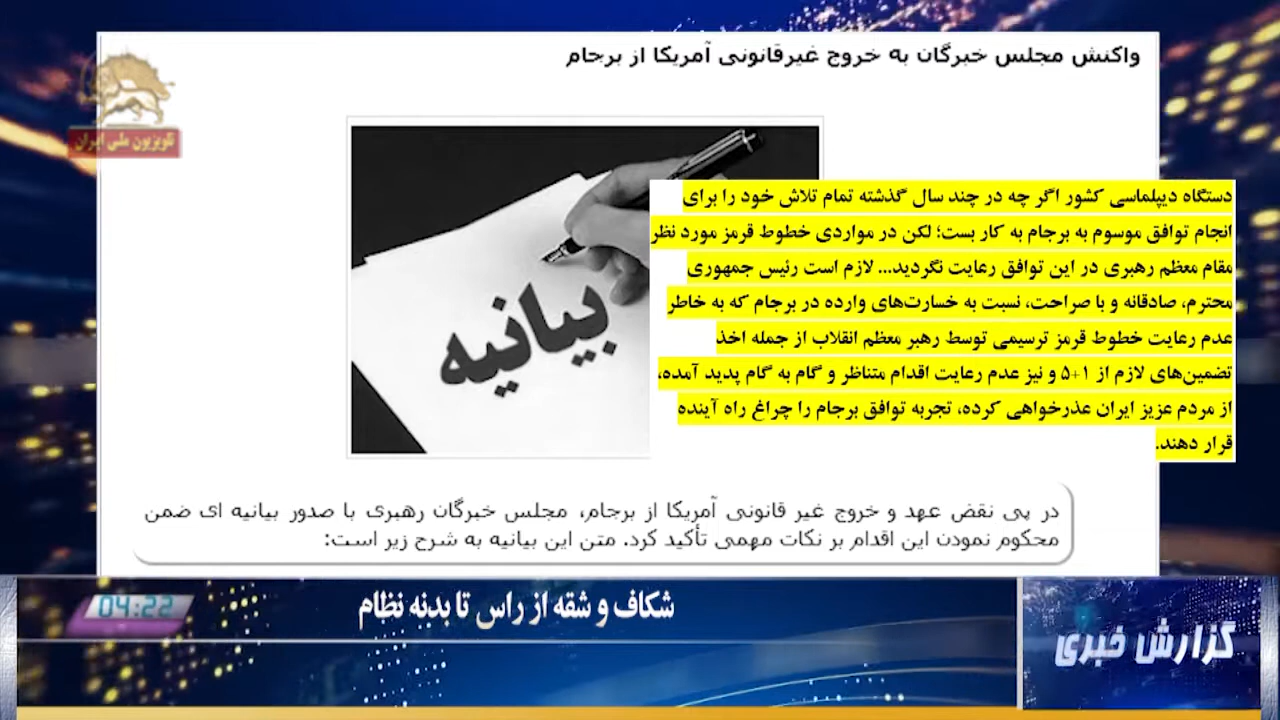 واکنش مجلس خبرگان به خروج غیرقانونی آمریکا از برجام
تلویزیون ملی ایران
دستگاه دیپلماسی کشور اگر چه در چند سال گذشته تمام تلاش خود را برای
انجام توافق موسوم به برجام به کار بست؛ لکن در مواردی خطوط قرمز مورد نظر
مقام معظم رهبری در این توافق رعایت نگردید... لازم است رئیس جمهوری
محترم، صادقانه و با صراحت، نسبت به خسارت‌های وارده در برجام که به خاطر
عدم رعایت خطوط قرمز ترسیمی توسط رهبر معظم انقلاب از جمله اخذ
تضمین‌های لازم از ۱+۵ و نیز عدم رعایت اقدام متناظر و گام به گام پدید آمده،
از مردم عزیز ایران عذرخواهی کرده، تجربه توافق برجام را چراغ راه آینده
قرار دهند.
بیانیه
در پی نقض عهد و خروج غیر قانونی آمریکا از برجام، مجلس خبرگان رهبری با صدور بیانیه ای ضمن
محکوم نمودن این اقدام بر نکات مهمی تأکید کرد. متن این بیانیه به شرح زیر است:
شکاف و شقه از راس تا بدنه نظام
04:22
گزارش خبری